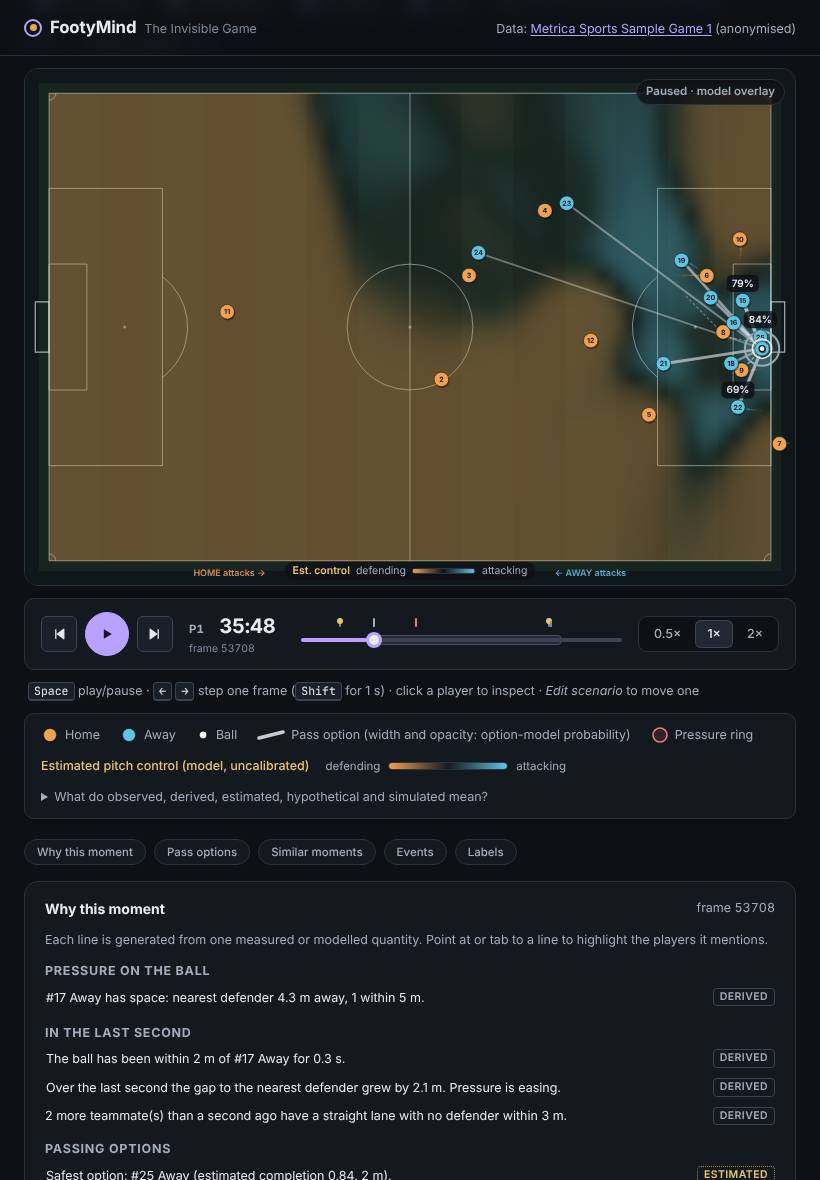 FootyMind The Invisible Game
Data: Metrica Sports Sample Game 1 (anonymised)
Paused · model overlay
4
23
10
24
3
19
6
79%
20
15
11
84%
16
8
25
12
21
18
9
2
69%
22
5
7
HOME attacks →
Est. control defending attacking
← AWAY attacks
P1 35:48
frame 53708
0.5× 1× 2×
Space play/pause · ← → step one frame (Shift for 1 s) · click a player to inspect · Edit scenario to move one
Home Away Ball Pass option (width and opacity: option-model probability) Pressure ring
Estimated pitch control (model, uncalibrated) defending attacking
What do observed, derived, estimated, hypothetical and simulated mean?
Why this moment Pass options Similar moments Events Labels
Why this moment frame 53708
Each line is generated from one measured or modelled quantity. Point at or tab to a line to highlight the players it mentions.
PRESSURE ON THE BALL
#17 Away has space: nearest defender 4.3 m away, 1 within 5 m. DERIVED
IN THE LAST SECOND
The ball has been within 2 m of #17 Away for 0.3 s. DERIVED
Over the last second the gap to the nearest defender grew by 2.1 m. Pressure is easing. DERIVED
2 more teammate(s) than a second ago have a straight lane with no defender within 3 m. DERIVED
PASSING OPTIONS
Safest option: #25 Away (estimated completion 0.84, 2 m). ESTIMATED